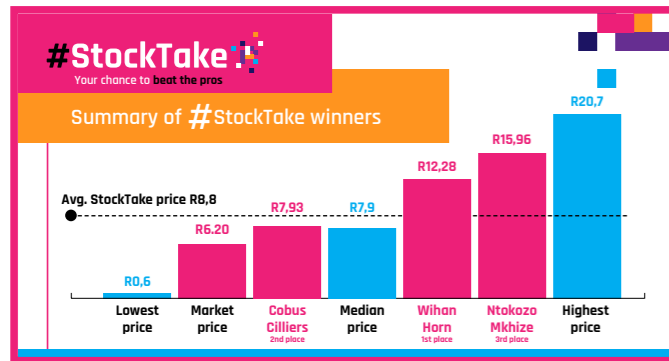 #StockTake
Your chance to beat the pros
Summary of #StockTake winners
R20,7
R15,96
R12,28
Avg. StockTake price R8,8
R7,93
R7,9
R6.20
R0,6
Lowest price
Market price
Cobus Cilliers
2nd place
Median price
Wihan Horn
1st place
Ntokozo Mkhize
3rd place
Highest price